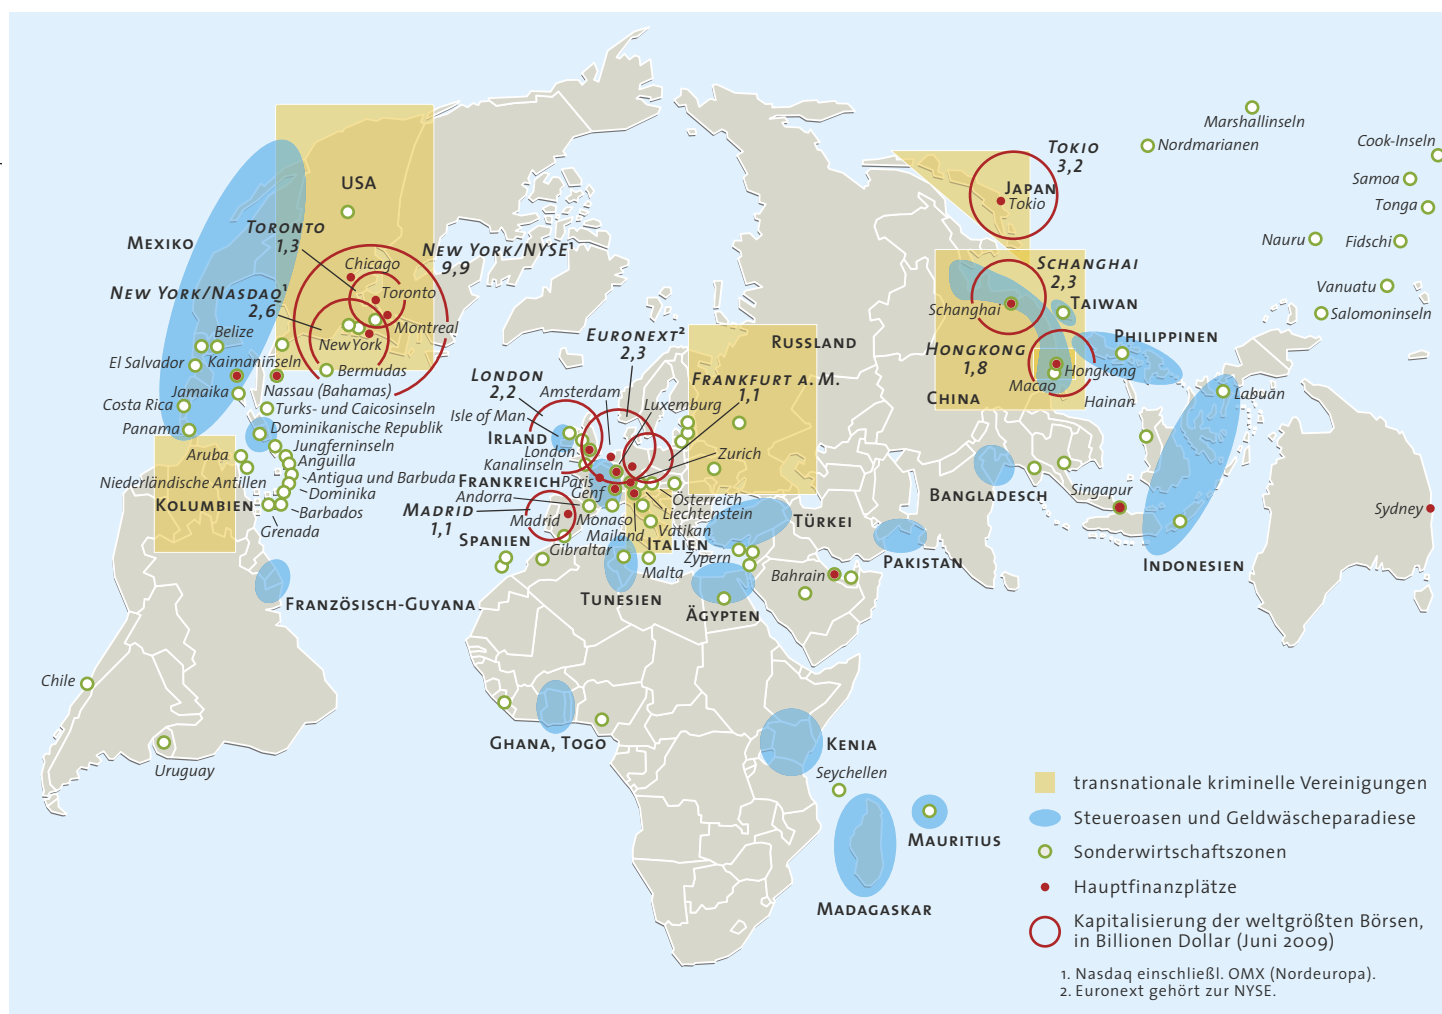 Marshallinseln
Nordmarianen
Cook-Inseln
Samoa
Tonga
Nauru
Fidschi
Vanuatu
Salomoninseln
Tokio
3,2
Japan
Tokio
USA
Mexiko
Toronto
1,3
New York/NYSE¹
9,9
Chicago
Toronto
Montreal
New York/Nasdaq¹
2,6
New York
Belize
El Salvador
Kaimaninseln
Bermudas
Nassau (Bahamas)
Jamaika
Costa Rica
Panama
Turks- und Caicosinseln
Dominikanische Republik
Jungferninseln
Aruba
Anguilla
Antigua und Barbuda
Niederländische Antillen
Dominika
Kolumbien
Barbados
Grenada
Französisch-Guyana
Chile
Uruguay
Euronext²
2,3
London
2,2
Amsterdam
Isle of Man
Luxemburg
Frankfurt a. M.
1,1
Russland
Irland
London
Kanalinseln
Zurich
Frankreich
Paris
Andorra
Genf
Österreich
Liechtenstein
Madrid
1,1
Madrid
Monaco
Mailand
Vatikan
Spanien
Gibraltar
Italien
Zypern
Malta
Türkei
Tunesien
Ägypten
Bahrain
Pakistan
Ghana, Togo
Kenia
Seychellen
Mauritius
Madagaskar
Schanghai
2,3
Schanghai
Taiwan
Philippinen
Hongkong
1,8
Hongkong
Macao
China
Hainan
Labuan
Bangladesch
Singapur
Indonesien
Sydney
transnationale kriminelle Vereinigungen
Steueroasen und Geldwäscheparadiese
Sonderwirtschaftszonen
Hauptfinanzplätze
Kapitalisierung der weltgrößten Börsen,
in Billionen Dollar (Juni 2009)
1. Nasdaq einschließl. OMX (Nordeuropa).
2. Euronext gehört zur NYSE.